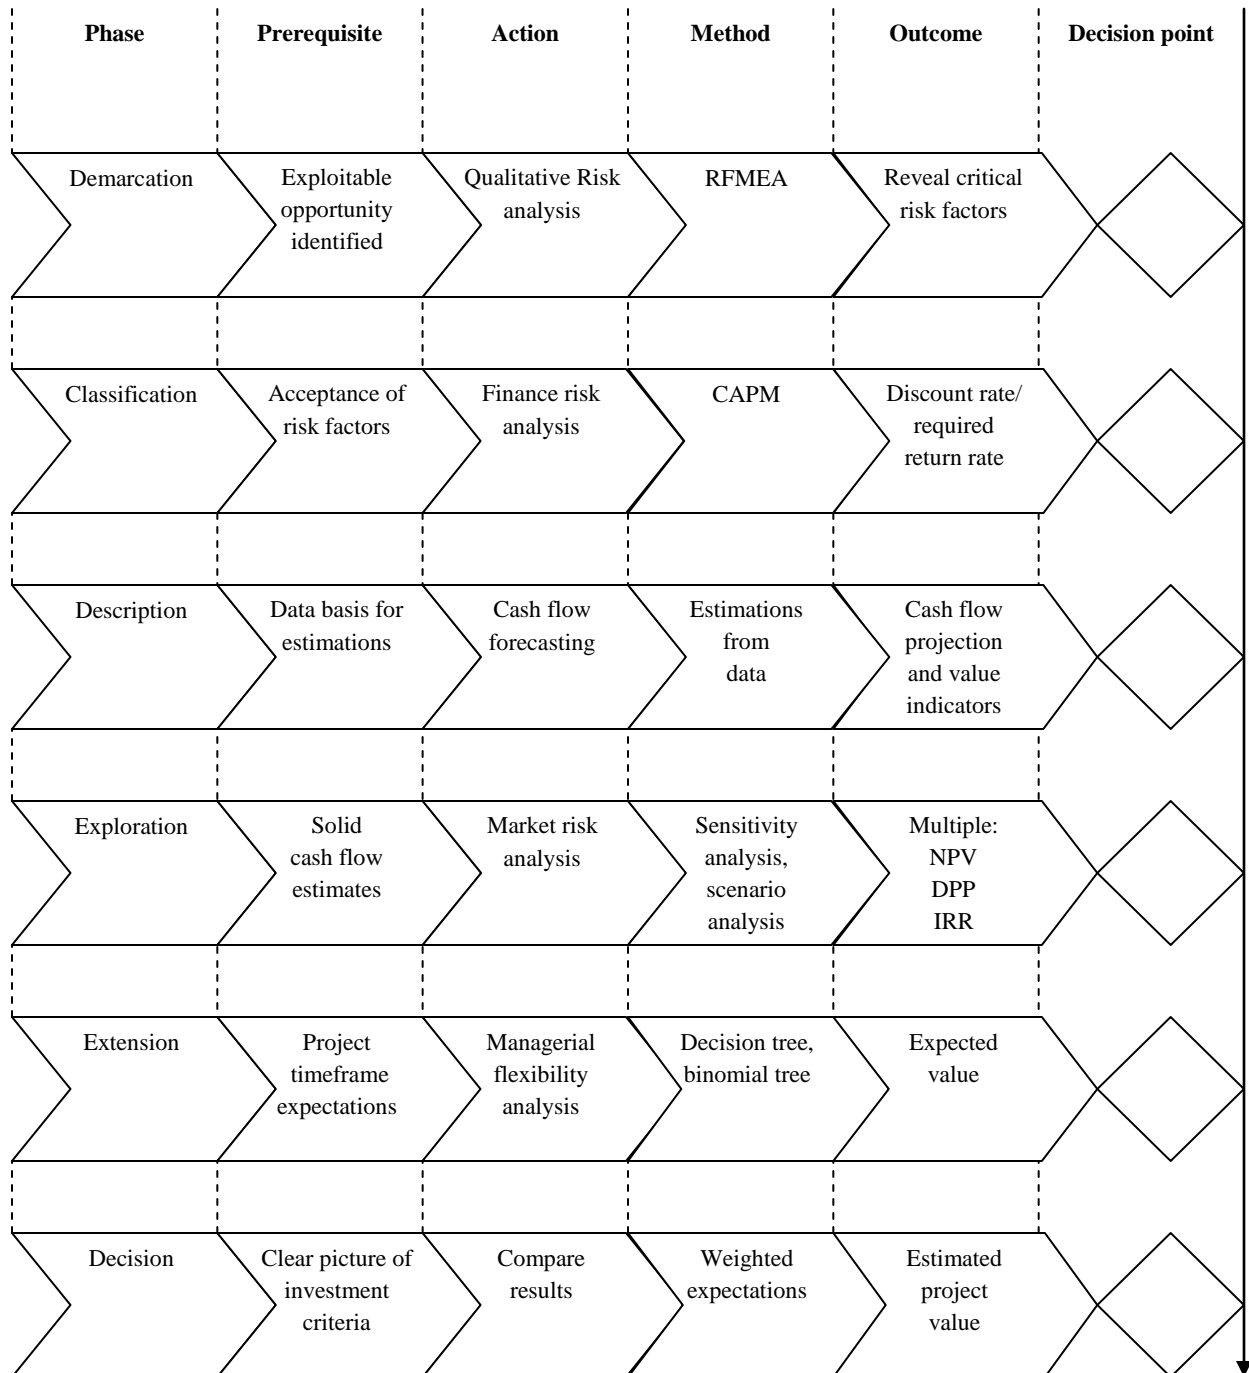 Phase
Prerequisite
Action
Method
Outcome
Decision point
Demarcation
Exploitable
opportunity
identified
Qualitative Risk
analysis
RFMEA
Reveal critical
risk factors
Classification
Acceptance of
risk factors
Finance risk
analysis
CAPM
Discount rate/
required
return rate
Description
Data basis for
estimations
Cash flow
forecasting
Estimations
from
data
Cash flow
projection
and value
indicators
Exploration
Solid
cash flow
estimates
Market risk
analysis
Sensitivity
analysis,
scenario
analysis
Multiple:
NPV
DPP
IRR
Extension
Project
timeframe
expectations
Managerial
flexibility
analysis
Decision tree,
binomial tree
Expected
value
Decision
Clear picture of
investment
criteria
Compare
results
Weighted
expectations
Estimated
project
value